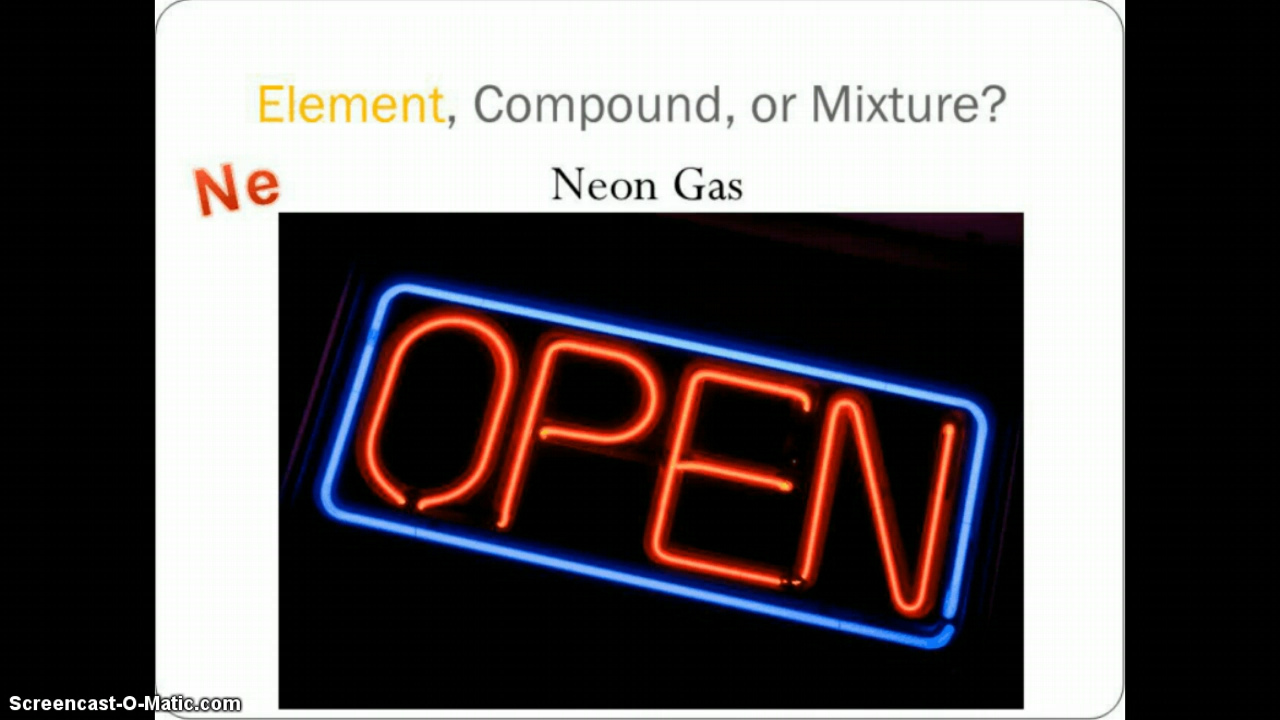 Element, Compound, or Mixture?
Ne
Neon Gas
OPEN
Screencast-O-Matic.com